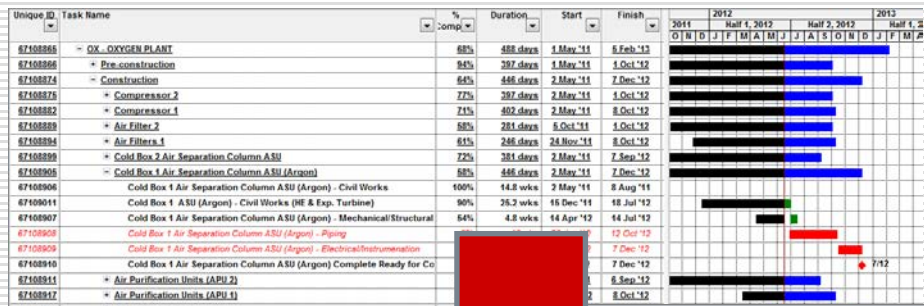 Unique ID Task Name % Comp Duration Start Finish 2012 2013
2011 Half 1, 2012 Half 2, 2012 Half 1, 2
O N D J F M A M J J A S O N D J F M A
67108865 - OX - OXYGEN PLANT 68% 488 days 1 May '11 5 Feb '13
67108866 + Pre-construction 94% 397 days 1 May '11 1 Oct '12
67108874 - Construction 64% 446 days 2 May '11 7 Dec '12
67108875 + Compressor 2 77% 397 days 2 May '11 1 Oct '12
67108882 + Compressor 1 71% 402 days 2 May '11 8 Oct '12
67108889 + Air Filter 2 58% 281 days 5 Oct '11 1 Oct '12
67108894 + Air Filters 1 61% 246 days 24 Nov '11 8 Oct '12
67108899 + Cold Box 2 Air Separation Column ASU 72% 381 days 2 May '11 7 Sep '12
67108905 - Cold Box 1 Air Separation Column ASU (Argon) 68% 446 days 2 May '11 7 Dec '12
67108906 Cold Box 1 Air Separation Column ASU (Argon) - Civil Works 100% 14.8 wks 2 May '11 8 Aug '11
67109011 Cold Box 1 ASU (Argon) - Civil Works (HE & Exp. Turbine) 90% 25.2 wks 15 Dec '11 18 Jul '12
67108907 Cold Box 1 Air Separation Column ASU (Argon) - Mechanical/Structural 54% 4.8 wks 14 Apr '12 14 Jul '12
67108908 Cold Box 1 Air Separation Column ASU (Argon) - Piping 12 Oct '12
67108909 Cold Box 1 Air Separation Column ASU (Argon) - Electrical/Instrumenation 7 Dec '12
67108910 Cold Box 1 Air Separation Column ASU (Argon) Complete Ready for Co 7 Dec '12 7/12
67108911 + Air Purification Units (APU 2) 6 Sep '12
67108917 + Air Purification Units (APU 1) 8 Oct '12